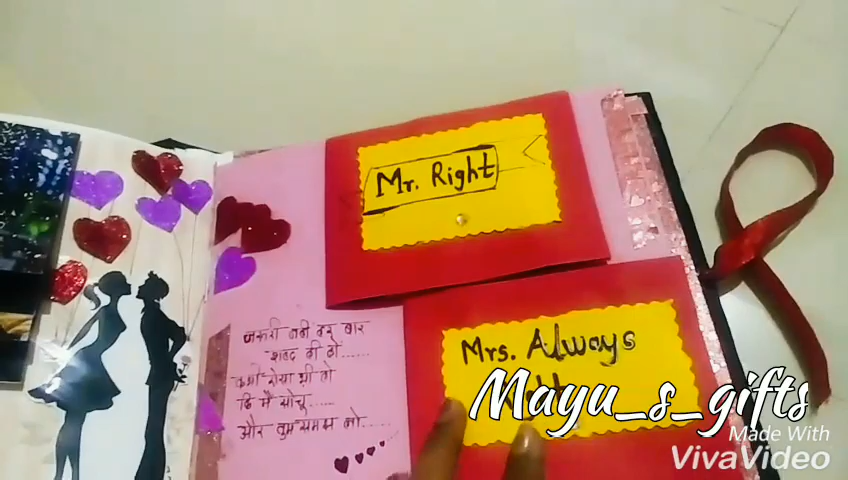 Mr. Right
Mrs. Always
जरूरी नही हर बार
शब्द ही हो......
कभी ऐसा भी हो
कि मैं सोचू.....
और तुम समझ लो....
Mayu_s_gifts
Made With
VivaVideo